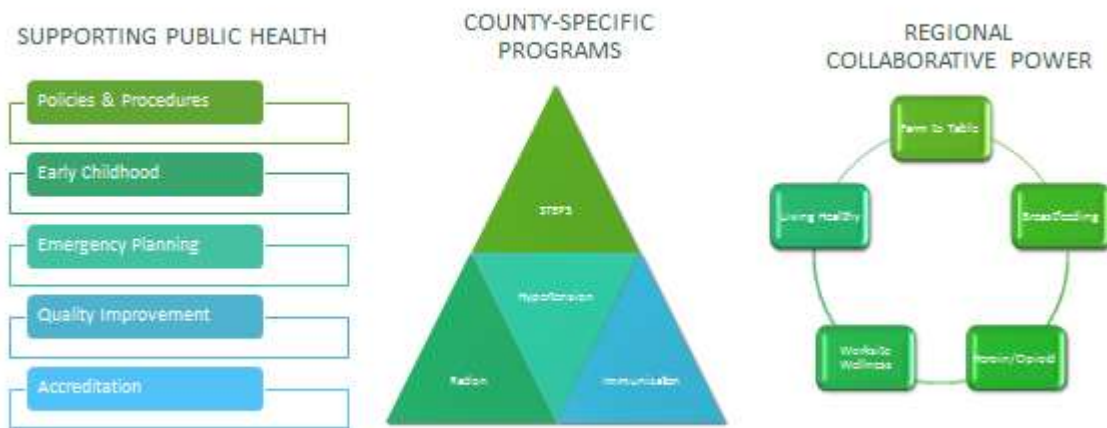 SUPPORTING PUBLIC HEALTH
Policies & Procedures
Early Childhood
Emergency Planning
Quality Improvement
Accreditation
COUNTY-SPECIFIC
PROGRAMS
STEPS
Hypertension
Immunization
REGIONAL
COLLABORATIVE POWER
Farm to Table
Breastfeeding
Heroin/Opioid
Worksite
Wellness
Living Healthy